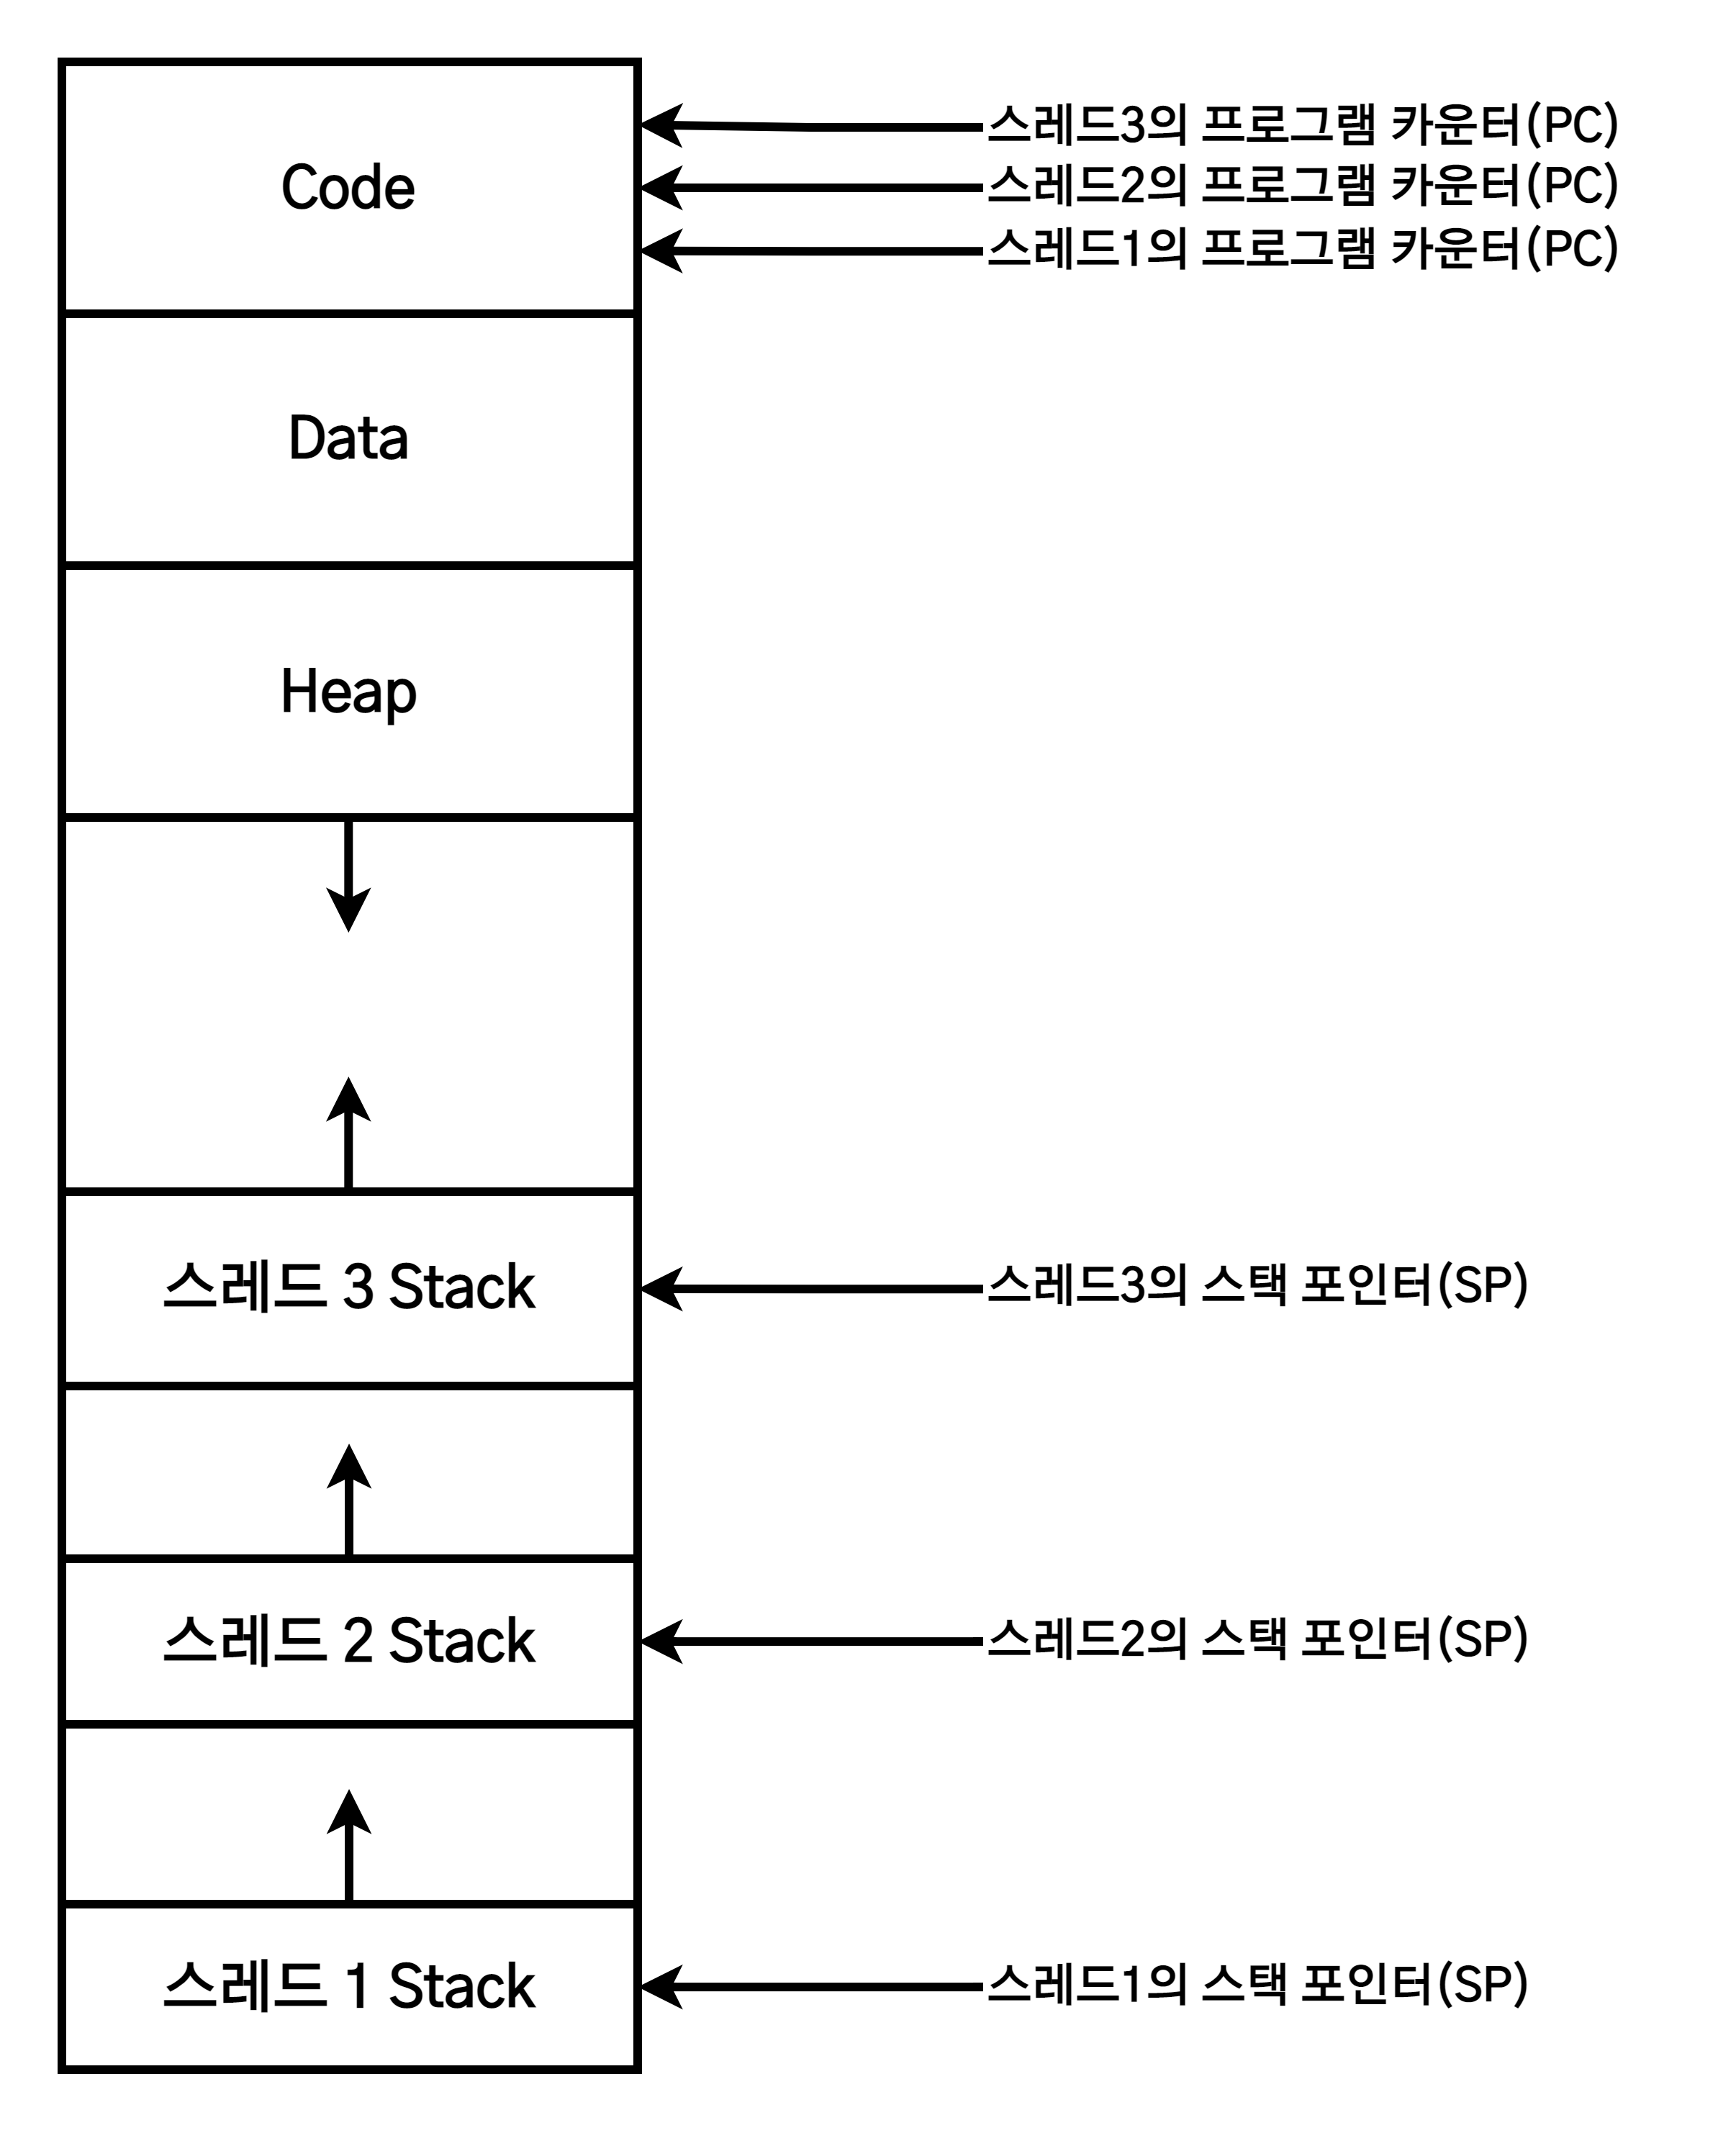 스레드3의 프로그램 카운터(PC)
Code
스레드2의 프로그램 카운터(PC)
스레드1의 프로그램 카운터(PC)
Data
Heap
스레드 3 Stack
스레드3의 스택 포인터(SP)
스레드 2 Stack
스레드2의 스택 포인터(SP)
스레드 1 Stack
스레드1의 스택 포인터(SP)